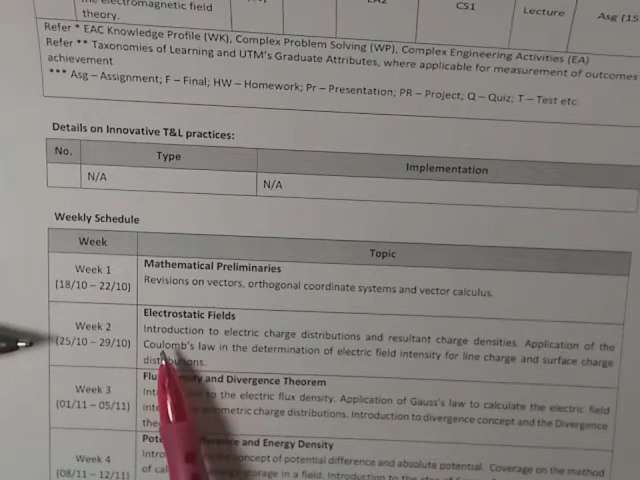 the electromagnetic field
theory.
CS1
Lecture
Asg (15
Refer * EAC Knowledge Profile (WK), Complex Problem Solving (WP), Complex Engineering Activities (EA)
Refer ** Taxonomies of Learning and UTM's Graduate Attributes, where applicable for measurement of outcomes
achievement
*** Asg – Assignment; F – Final; HW – Homework; Pr – Presentation; PR – Project; Q – Quiz; T – Test etc.
Details on Innovative T&L practices:
No. Type Implementation
N/A N/A
Weekly Schedule
Week Topic
Week 1
(18/10 – 22/10)
Mathematical Preliminaries
Revisions on vectors, orthogonal coordinate systems and vector calculus.
Week 2
(25/10 – 29/10)
Electrostatic Fields
Introduction to electric charge distributions and resultant charge densities. Application of the
Coulomb's law in the determination of electric field intensity for line charge and surface charge
Week 3
(01/11 – 05/11)
and Divergence Theorem
to the electric flux density. Application of Gauss's law to calculate the electric field
charge distributions. Introduction to divergence concept and the Divergence
Week 4
(08/11 – 12/11)
and Energy Density
concept of potential difference and absolute potential. Coverage on the method
of storage in a field.